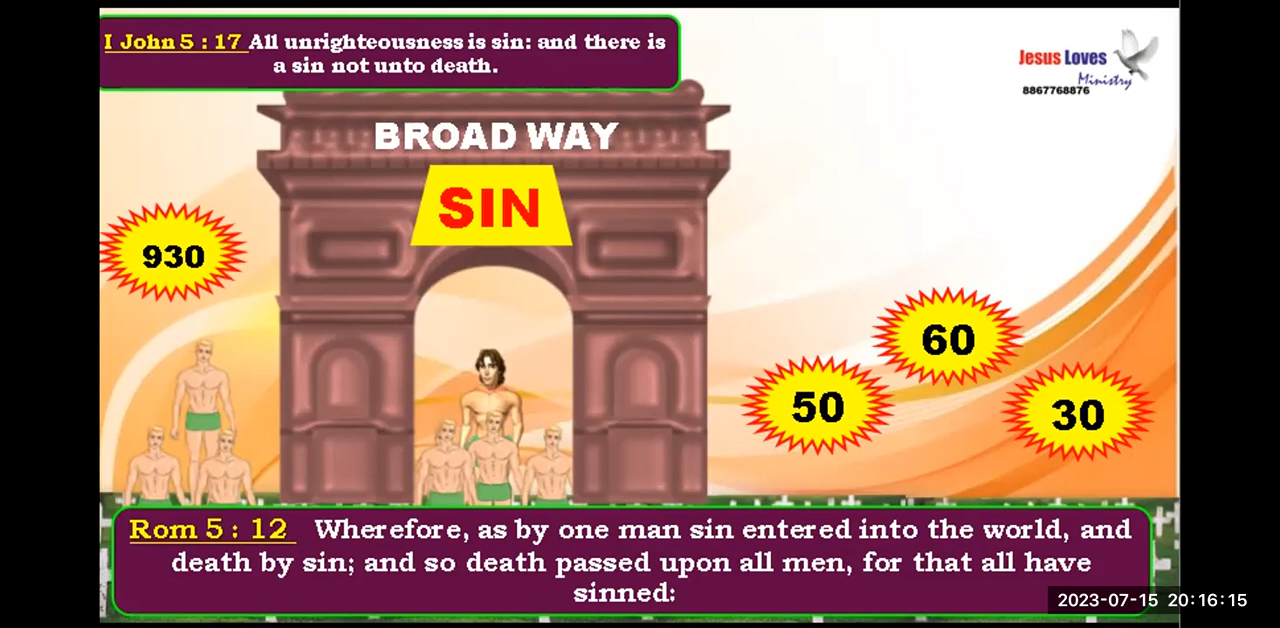 I John 5 : 17 All unrighteousness is sin: and there is
a sin not unto death.
Jesus Loves
Ministry
8867768876
BROAD WAY
SIN
930
60
50
30
Rom 5 : 12 Wherefore, as by one man sin entered into the world, and
death by sin; and so death passed upon all men, for that all have
sinned:
2023-07-15 20:16:15